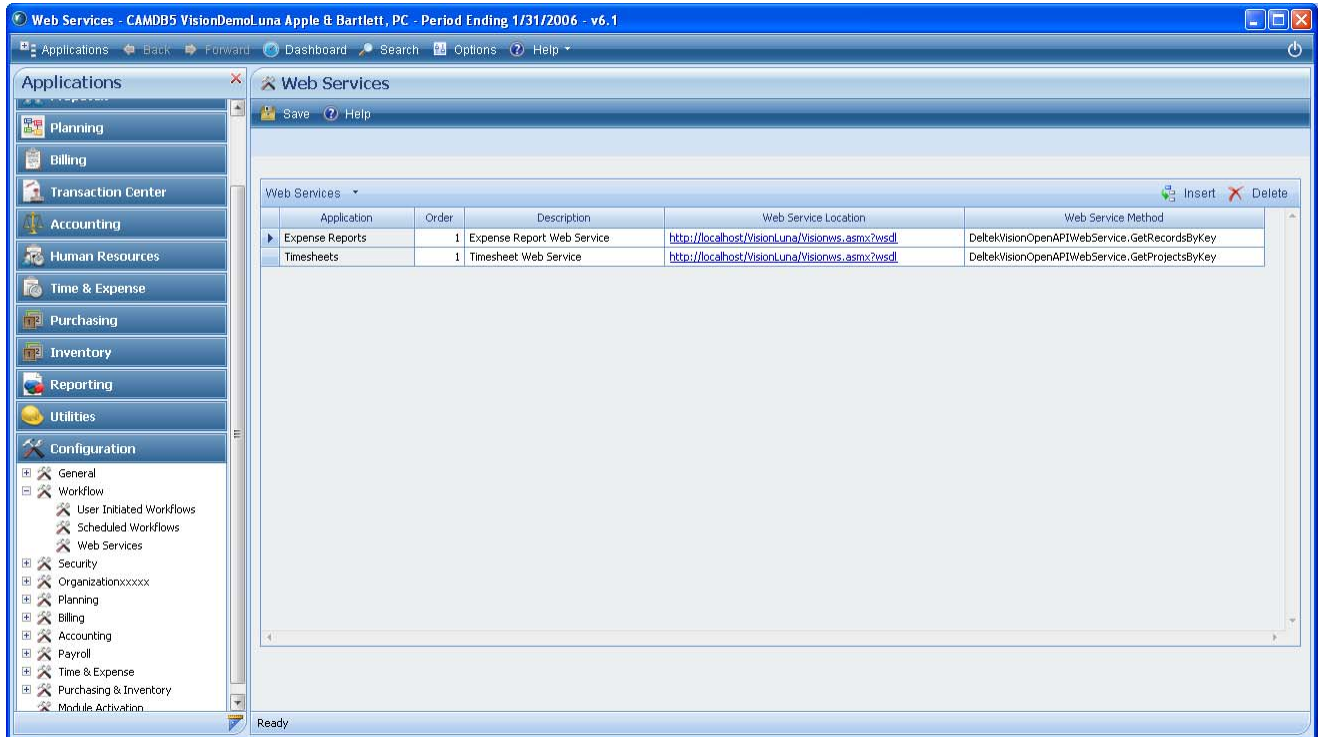 Web Services - CAMDB5 VisionDemoLuna Apple & Bartlett, PC - Period Ending 1/31/2006 - v6.1
Applications Back Forward Dashboard Search Options Help
Applications
Planning
Billing
Transaction Center
Accounting
Human Resources
Time & Expense
Purchasing
Inventory
Reporting
Utilities
Configuration
General
Workflow
User Initiated Workflows
Scheduled Workflows
Web Services
Security
Organizationxxxxx
Planning
Billing
Accounting
Payroll
Time & Expense
Purchasing & Inventory
Module Activation
Web Services
Save Help
Web Services Insert Delete
Application Order Description Web Service Location Web Service Method
Expense Reports 1 Expense Report Web Service http://localhost/VisionLuna/Visionws.asmx?wsdl DeltekVisionOpenAPIWebService.GetRecordsByKey
Timesheets 1 Timesheet Web Service http://localhost/VisionLuna/Visionws.asmx?wsdl DeltekVisionOpenAPIWebService.GetProjectsByKey
Ready